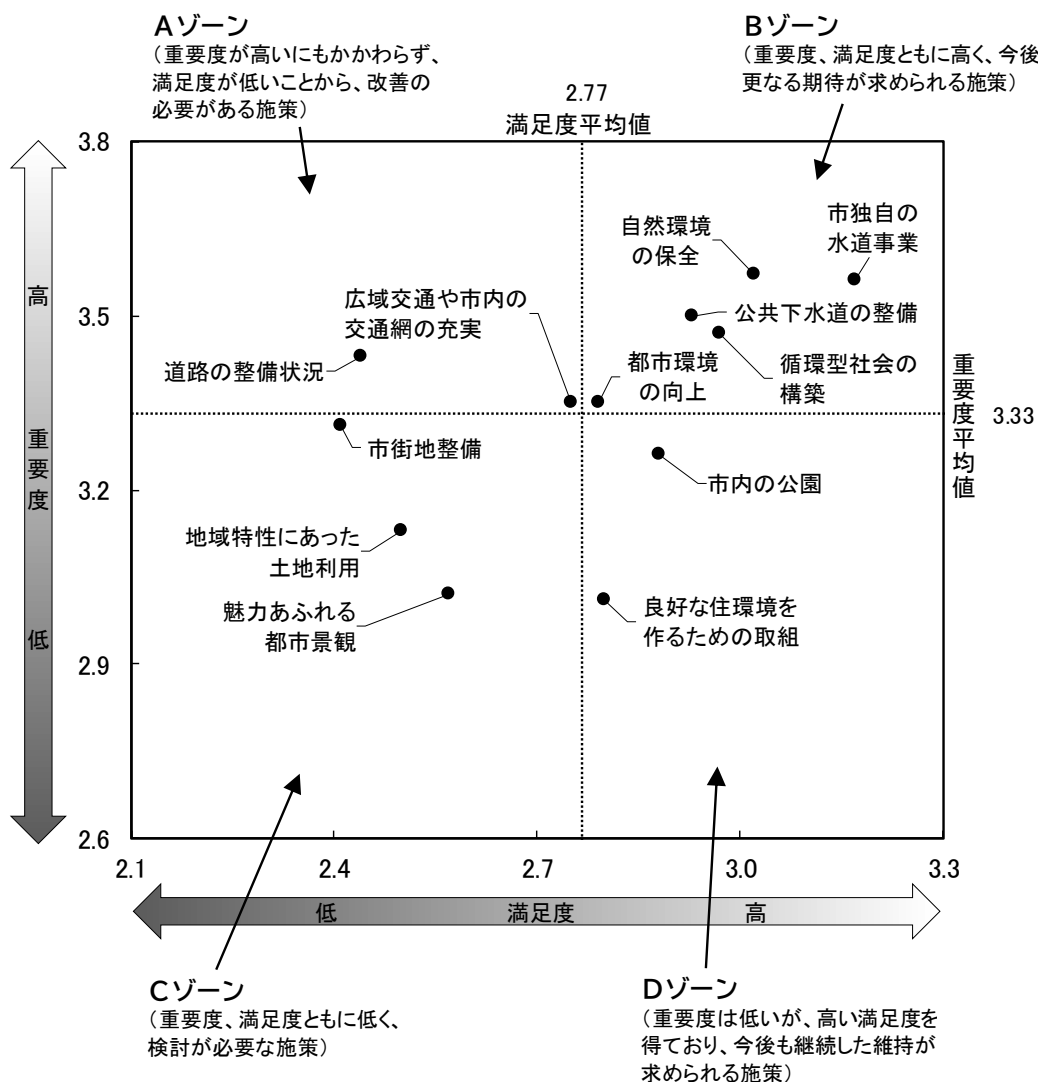 Aゾーン
（重要度が高いにもかかわらず、
満足度が低いことから、改善の
必要がある施策）
Bゾーン
（重要度、満足度ともに高く、今後
更なる期待が求められる施策）
2.77
満足度平均値
3.8
3.5
3.2
2.9
2.6
高
重要度
低
自然環境
の保全
市独自の
水道事業
広域交通や市内の
交通網の充実
公共下水道の整備
道路の整備状況
都市環境
の向上
循環型社会の
構築
重要度平均値
3.33
市街地整備
市内の公園
地域特性にあった
土地利用
魅力あふれる
都市景観
良好な住環境を
作るための取組
2.1
2.4
2.7
3.0
3.3
低
満足度
高
Cゾーン
（重要度、満足度ともに低く、
検討が必要な施策）
Dゾーン
（重要度は低いが、高い満足度を
得ており、今後も継続した維持が
求められる施策）